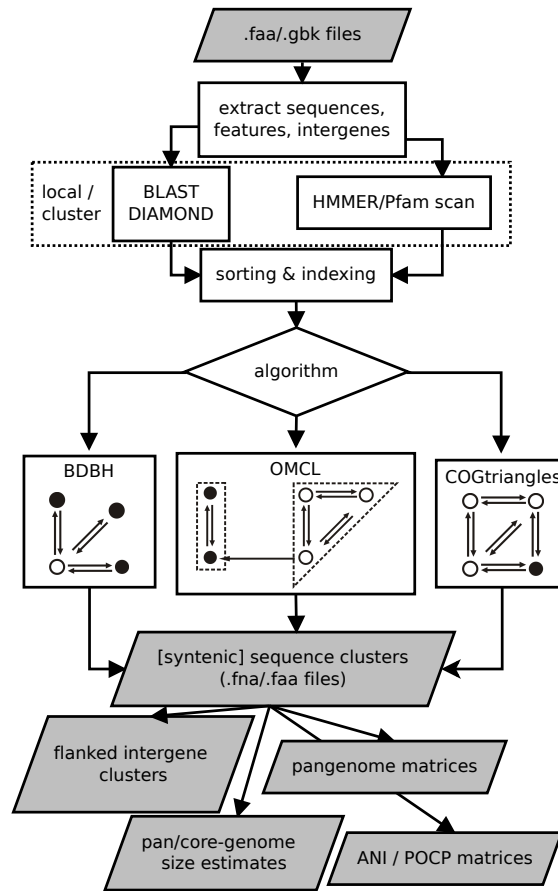 .faa/.gbk files
extract sequences,
features, intergenes
local /
cluster
BLAST
DIAMOND
HMMER/Pfam scan
sorting & indexing
algorithm
BDBH
OMCL
COGtriangles
[syntenic] sequence clusters
(.fna/.faa files)
flanked intergene
clusters
pangenome matrices
pan/core-genome
size estimates
ANI / POCP matrices